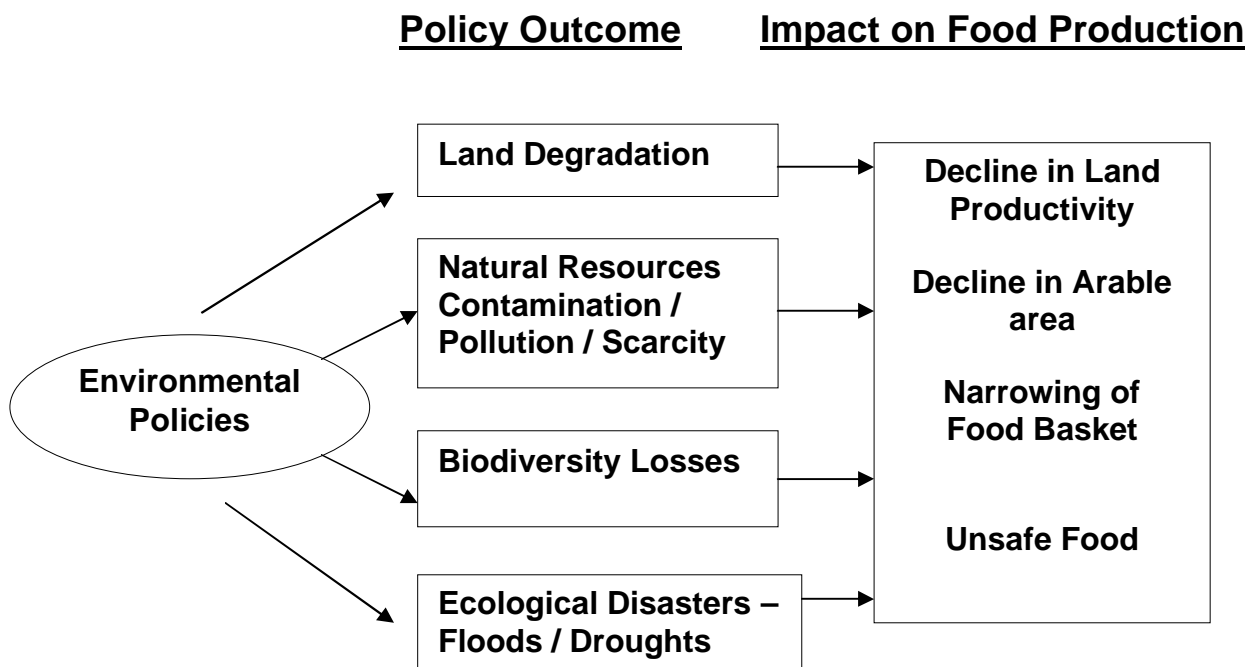 Policy Outcome
Impact on Food Production
Environmental
Policies
Land Degradation
Natural Resources
Contamination /
Pollution / Scarcity
Biodiversity Losses
Ecological Disasters –
Floods / Droughts
Decline in Land
Productivity
Decline in Arable
area
Narrowing of
Food Basket
Unsafe Food